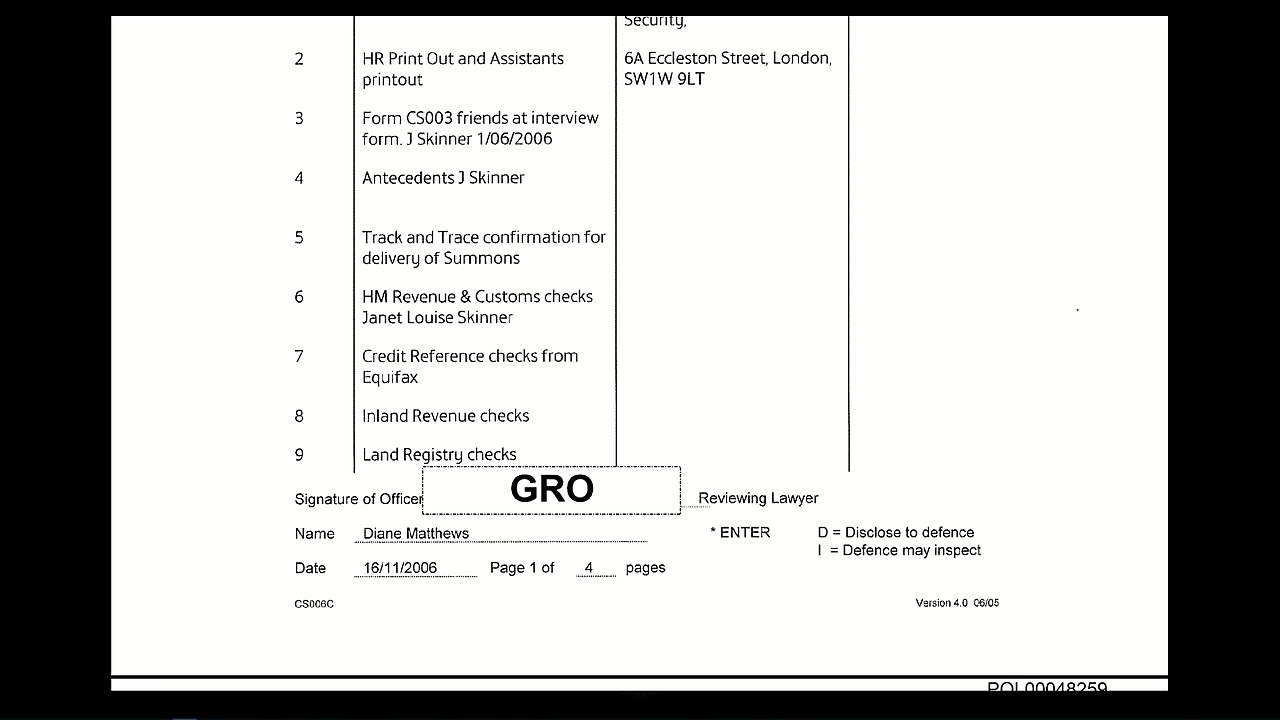 Security,
2 HR Print Out and Assistants 6A Eccleston Street, London,
printout SW1W 9LT
3 Form CS003 friends at interview
form. J Skinner 1/06/2006
4 Antecedents J Skinner
5 Track and Trace confirmation for
delivery of Summons
6 HM Revenue & Customs checks
Janet Louise Skinner
7 Credit Reference checks from
Equifax
8 Inland Revenue checks
9 Land Registry checks
Signature of Officer GRO Reviewing Lawyer
Name Diane Matthews * ENTER D = Disclose to defence
I = Defence may inspect
Date 16/11/2006 Page 1 of 4 pages
CS006C Version 4.0 06/05
POL00048259